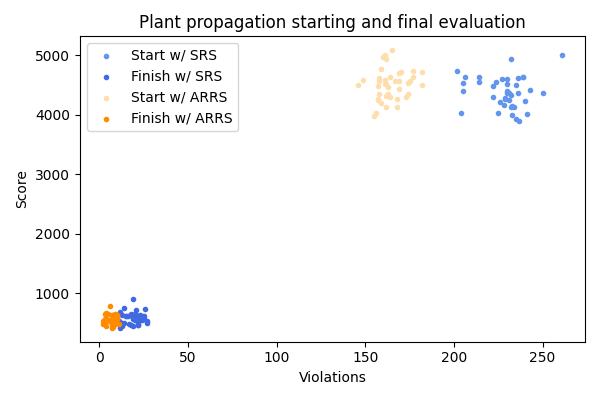 Plant propagation starting and final evaluation
Start w/ SRS
Finish w/ SRS
Start w/ ARRS
Finish w/ ARRS
Score
5000
4000
3000
2000
1000
0 50 100 150 200 250
Violations